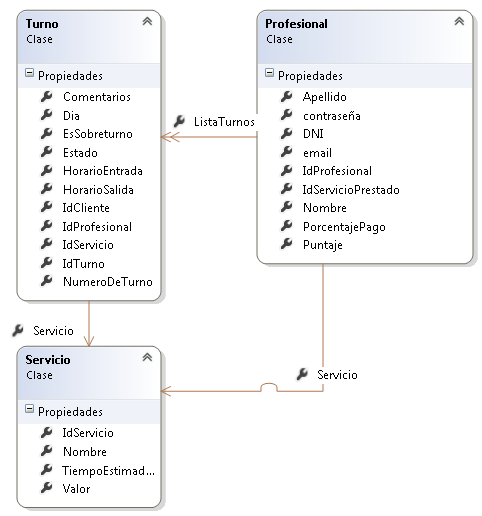 Turno
Clase
Propiedades
Comentarios
Dia
EsSobreturno
Estado
HorarioEntrada
HorarioSalida
IdCliente
IdProfesional
IdServicio
IdTurno
NumeroDeTurno
ListaTurnos
Profesional
Clase
Propiedades
Apellido
contraseña
DNI
email
IdProfesional
IdServicioPrestado
Nombre
PorcentajePago
Puntaje
Servicio
Servicio
Servicio
Clase
Propiedades
IdServicio
Nombre
TiempoEstimad...
Valor